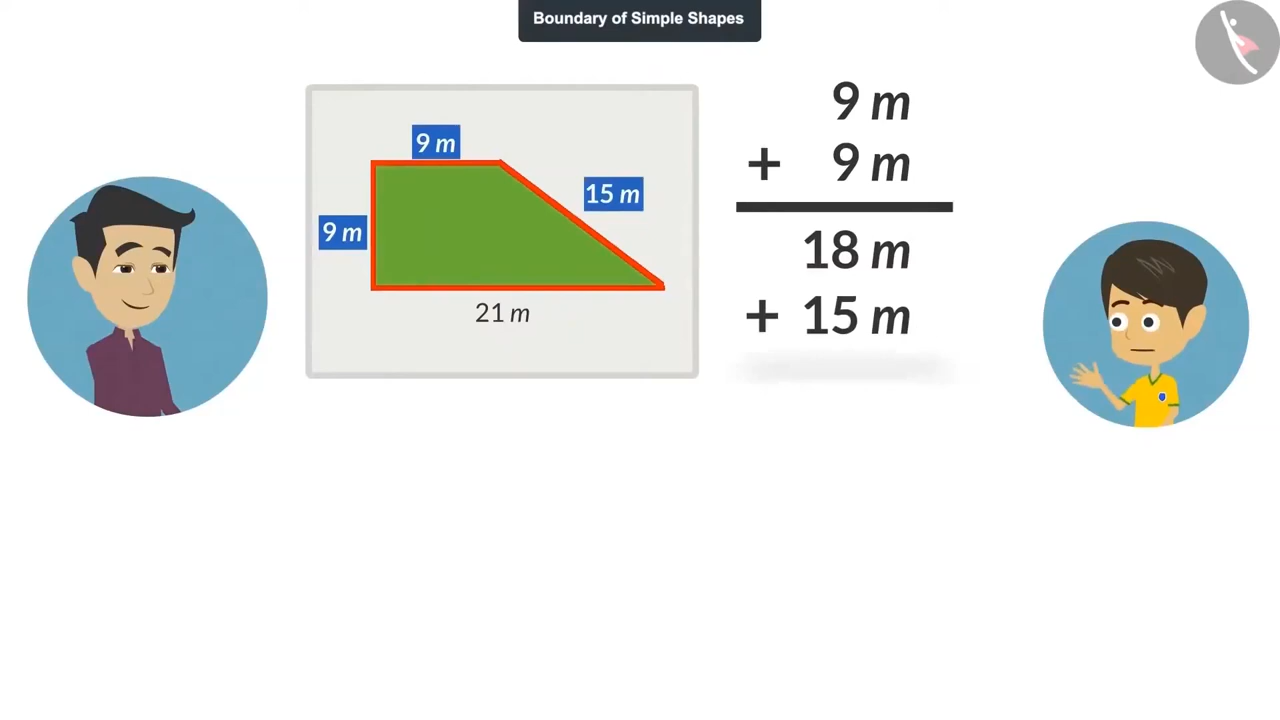 Boundary of Simple Shapes
9 m
15 m
9 m
21 m
9 m
+ 9 m
18 m
+ 15 m